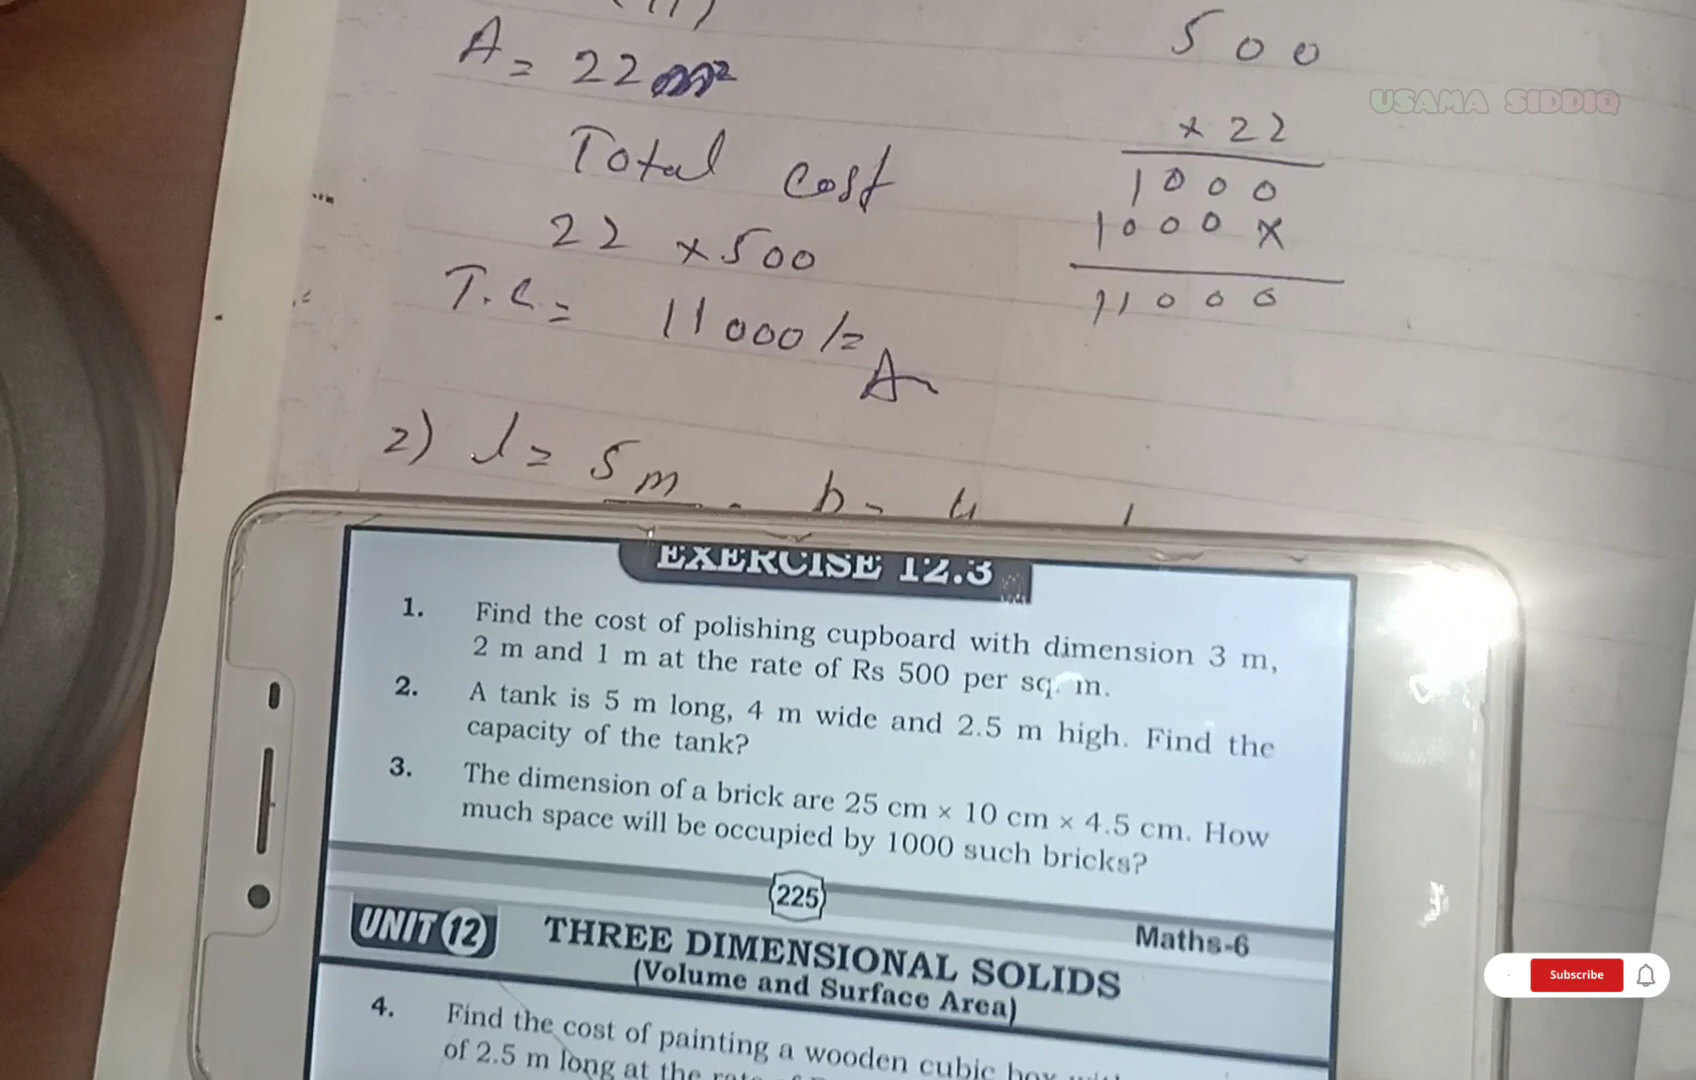 A = 22 m²
500
USAMA SIDDIQ
× 22
Total cost
1000
22 × 500
1000×
T.C = 11000/=
11000
2) l = 5m b = 4
EXERCISE 12.3
1. Find the cost of polishing cupboard with dimension 3 m,
2 m and 1 m at the rate of Rs 500 per sq. m.
2. A tank is 5 m long, 4 m wide and 2.5 m high. Find the
capacity of the tank?
3. The dimension of a brick are 25 cm × 10 cm × 4.5 cm. How
much space will be occupied by 1000 such bricks?
225
Maths-6
UNIT 12 THREE DIMENSIONAL SOLIDS
(Volume and Surface Area)
Subscribe
4. Find the cost of painting a wooden cubic box
of 2.5 m long at the